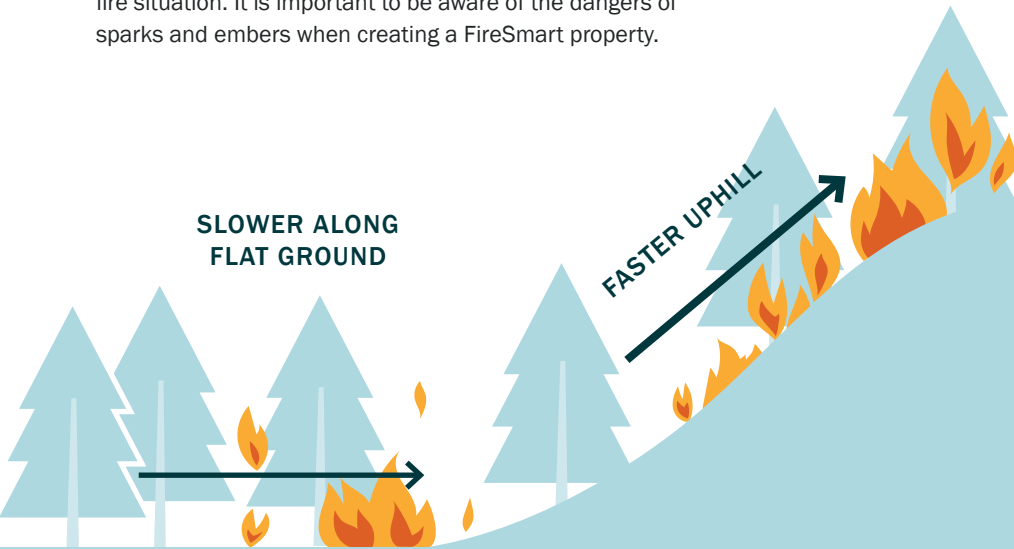 fire situation. It is important to be aware of the dangers of
sparks and embers when creating a FireSmart property.
SLOWER ALONG
FLAT GROUND
FASTER UPHILL